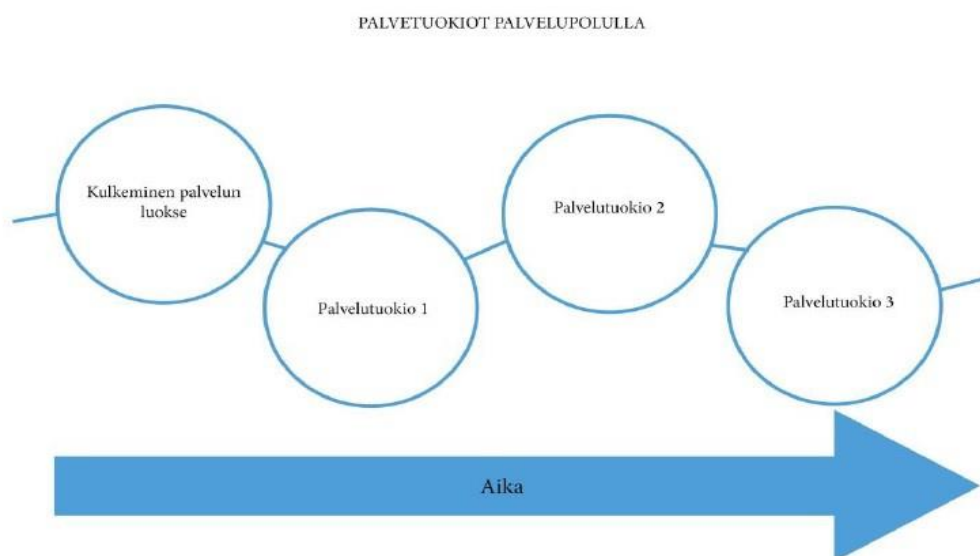 PALVETUOKIOT PALVELUPOLULLA
Kulkeminen palvelun
luokse
Palvelutuokio 1
Palvelutuokio 2
Palvelutuokio 3
Aika